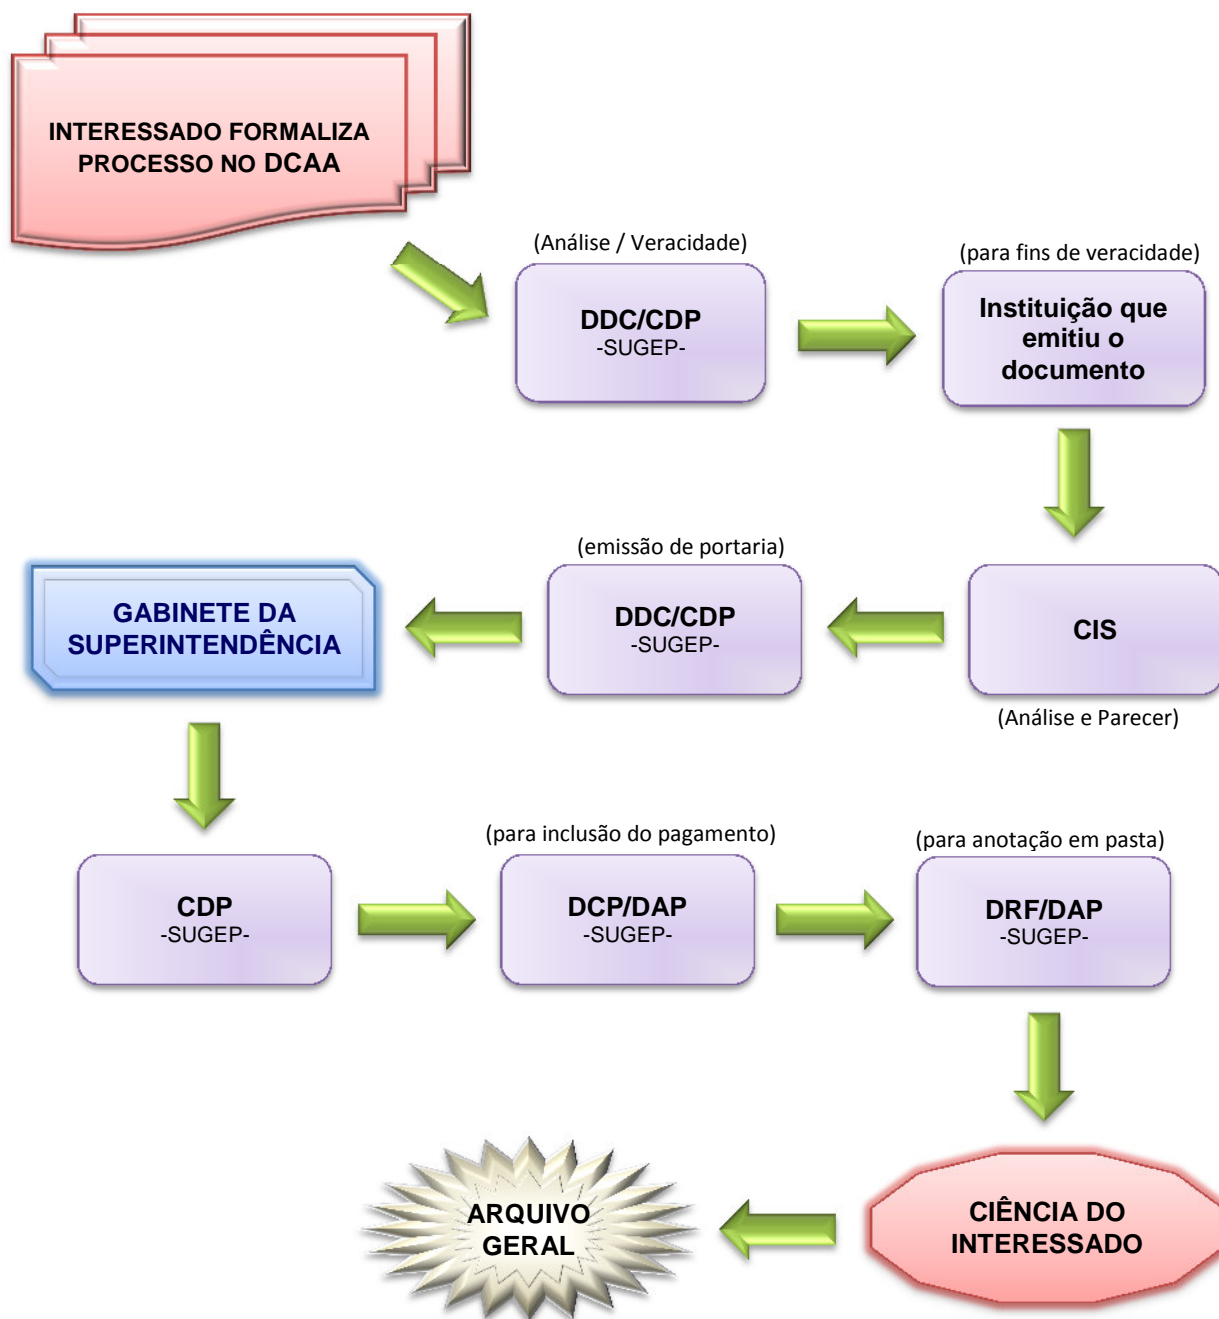 INTERESSADO FORMALIZA
PROCESSO NO DCAA
(Análise / Veracidade)
DDC/CDP
-SUGEP-
(para fins de veracidade)
Instituição que
emitiu o
documento
CIS
(Análise e Parecer)
(emissão de portaria)
DDC/CDP
-SUGEP-
GABINETE DA
SUPERINTENDÊNCIA
CDP
-SUGEP-
(para inclusão do pagamento)
DCP/DAP
-SUGEP-
(para anotação em pasta)
DRF/DAP
-SUGEP-
CIÊNCIA DO
INTERESSADO
ARQUIVO
GERAL